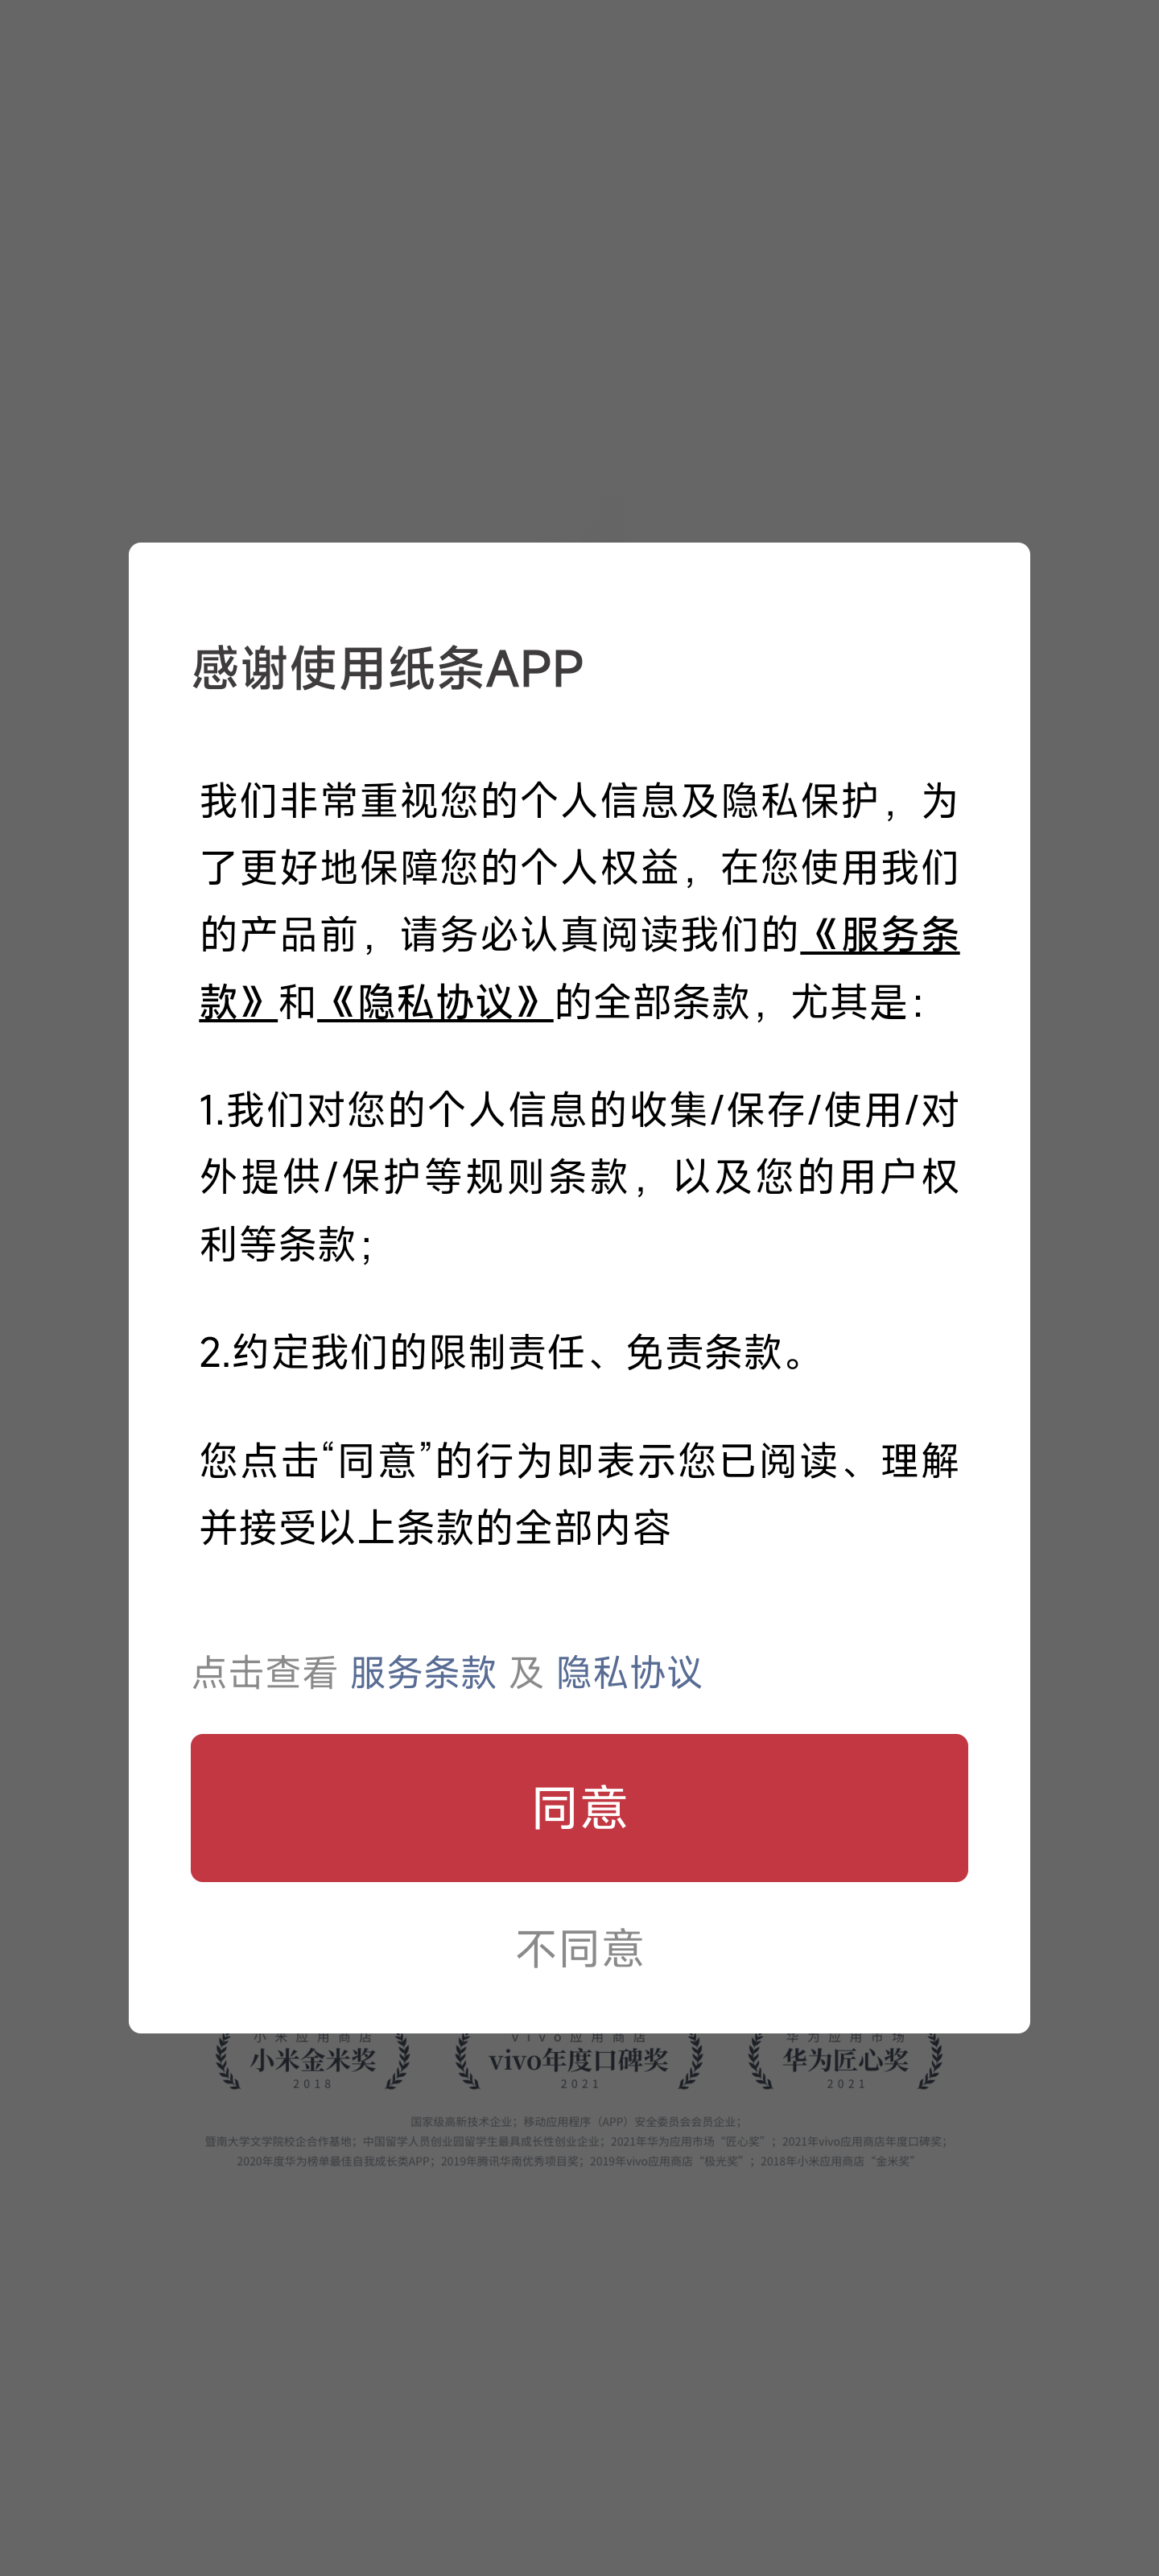 感谢使用纸条APP
我们非常重视您的个人信息及隐私保护，为
了更好地保障您的个人权益，在您使用我们
的产品前，请务必认真阅读我们的《服务条
款》和《隐私协议》的全部条款，尤其是：
1.我们对您的个人信息的收集/保存/使用/对
外提供/保护等规则条款，以及您的用户权
利等条款；
2.约定我们的限制责任、免责条款。
您点击“同意”的行为即表示您已阅读、理解
并接受以上条款的全部内容
点击查看 服务条款 及 隐私协议
同意
不同意
小米应用商店 vivo应用商店 华为应用市场
小米金米奖 vivo年度口碑奖 华为匠心奖
2018 2021 2021
国家级高新技术企业；移动应用程序（APP）安全委员会会员企业；
暨南大学文学院校企合作基地；中国留学人员创业园留学生最具成长性创业企业；2021年华为应用市场“匠心奖”；2021年vivo应用商店年度口碑奖；
2020年度华为榜单最佳自我成长类APP；2019年腾讯华南优秀项目奖；2019年vivo应用商店“极光奖”；2018年小米应用商店“金米奖”